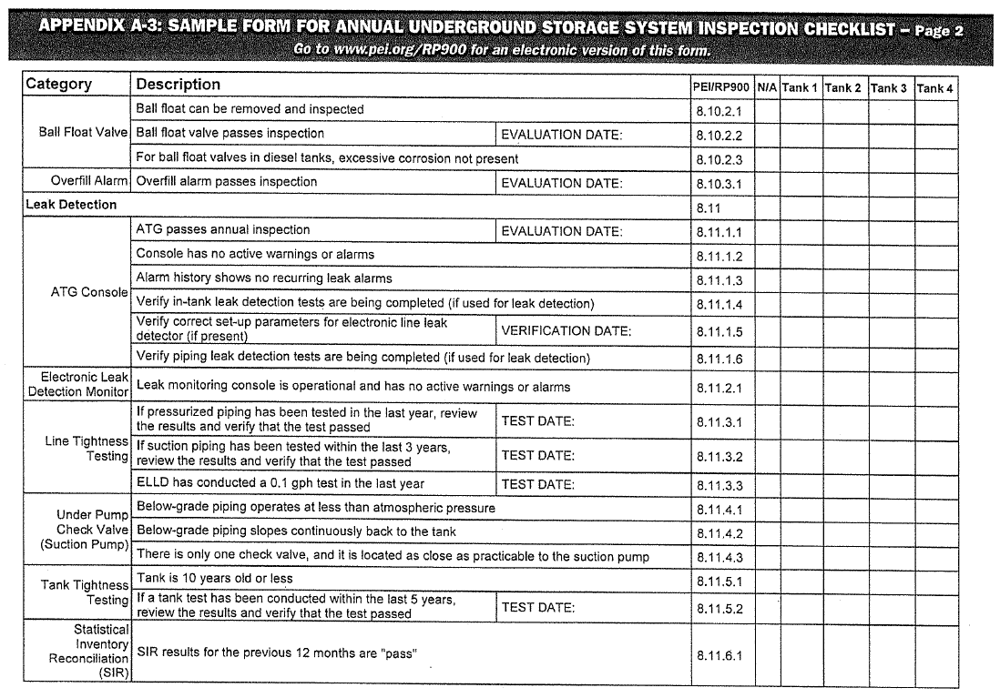 APPENDIX A-3: SAMPLE FORM FOR ANNUAL UNDERGROUND STORAGE SYSTEM INSPECTION CHECKLIST – Page 2
Go to www.pei.org/RP900 for an electronic version of this form.
Category Description PEI/RP900 N/A Tank 1 Tank 2 Tank 3 Tank 4
Ball Float Valve
Ball float can be removed and inspected 8.10.2.1
Ball float valve passes inspection EVALUATION DATE: 8.10.2.2
For ball float valves in diesel tanks, excessive corrosion not present 8.10.2.3
Overfill Alarm Overfill alarm passes inspection EVALUATION DATE: 8.10.3.1
Leak Detection 8.11
ATG Console
ATG passes annual inspection EVALUATION DATE: 8.11.1.1
Console has no active warnings or alarms 8.11.1.2
Alarm history shows no recurring leak alarms 8.11.1.3
Verify in-tank leak detection tests are being completed (if used for leak detection) 8.11.1.4
Verify correct set-up parameters for electronic line leak
detector (if present) VERIFICATION DATE: 8.11.1.5
Verify piping leak detection tests are being completed (if used for leak detection) 8.11.1.6
Electronic Leak
Detection Monitor
Leak monitoring console is operational and has no active warnings or alarms 8.11.2.1
Line Tightness
Testing
If pressurized piping has been tested in the last year, review
the results and verify that the test passed TEST DATE: 8.11.3.1
If suction piping has been tested within the last 3 years,
review the results and verify that the test passed TEST DATE: 8.11.3.2
ELLD has conducted a 0.1 gph test in the last year TEST DATE: 8.11.3.3
Under Pump
Check Valve
(Suction Pump)
Below-grade piping operates at less than atmospheric pressure 8.11.4.1
Below-grade piping slopes continuously back to the tank 8.11.4.2
There is only one check valve, and it is located as close as practicable to the suction pump 8.11.4.3
Tank Tightness
Testing
Tank is 10 years old or less 8.11.5.1
If a tank test has been conducted within the last 5 years,
review the results and verify that the test passed TEST DATE: 8.11.5.2
Statistical
Inventory
Reconciliation
(SIR)
SIR results for the previous 12 months are "pass" 8.11.6.1